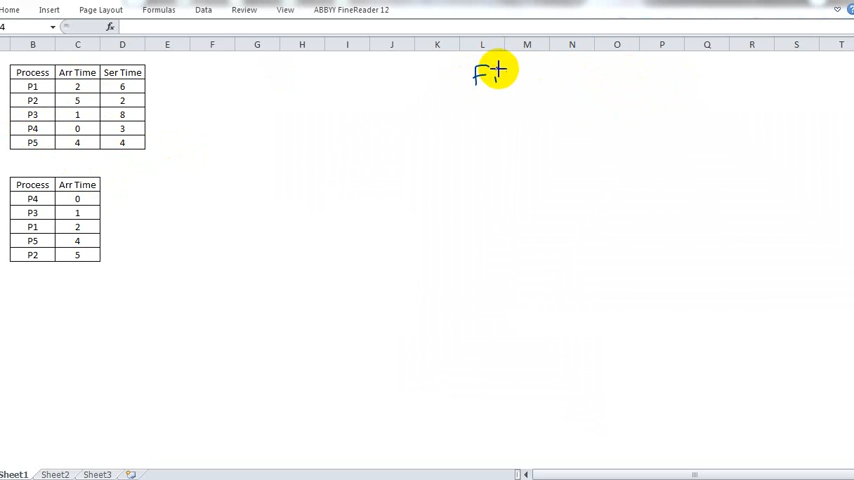 Home Insert Page Layout Formulas Data Review View ABBYY FineReader 12
4 fx
B C D E F G H I J K L M N O P Q R S T
Process Arr Time Ser Time
P1 2 6
P2 5 2
P3 1 8
P4 0 3
P5 4 4
Process Arr Time
P4 0
P3 1
P1 2
P5 4
P2 5
F
Sheet1 Sheet2 Sheet3